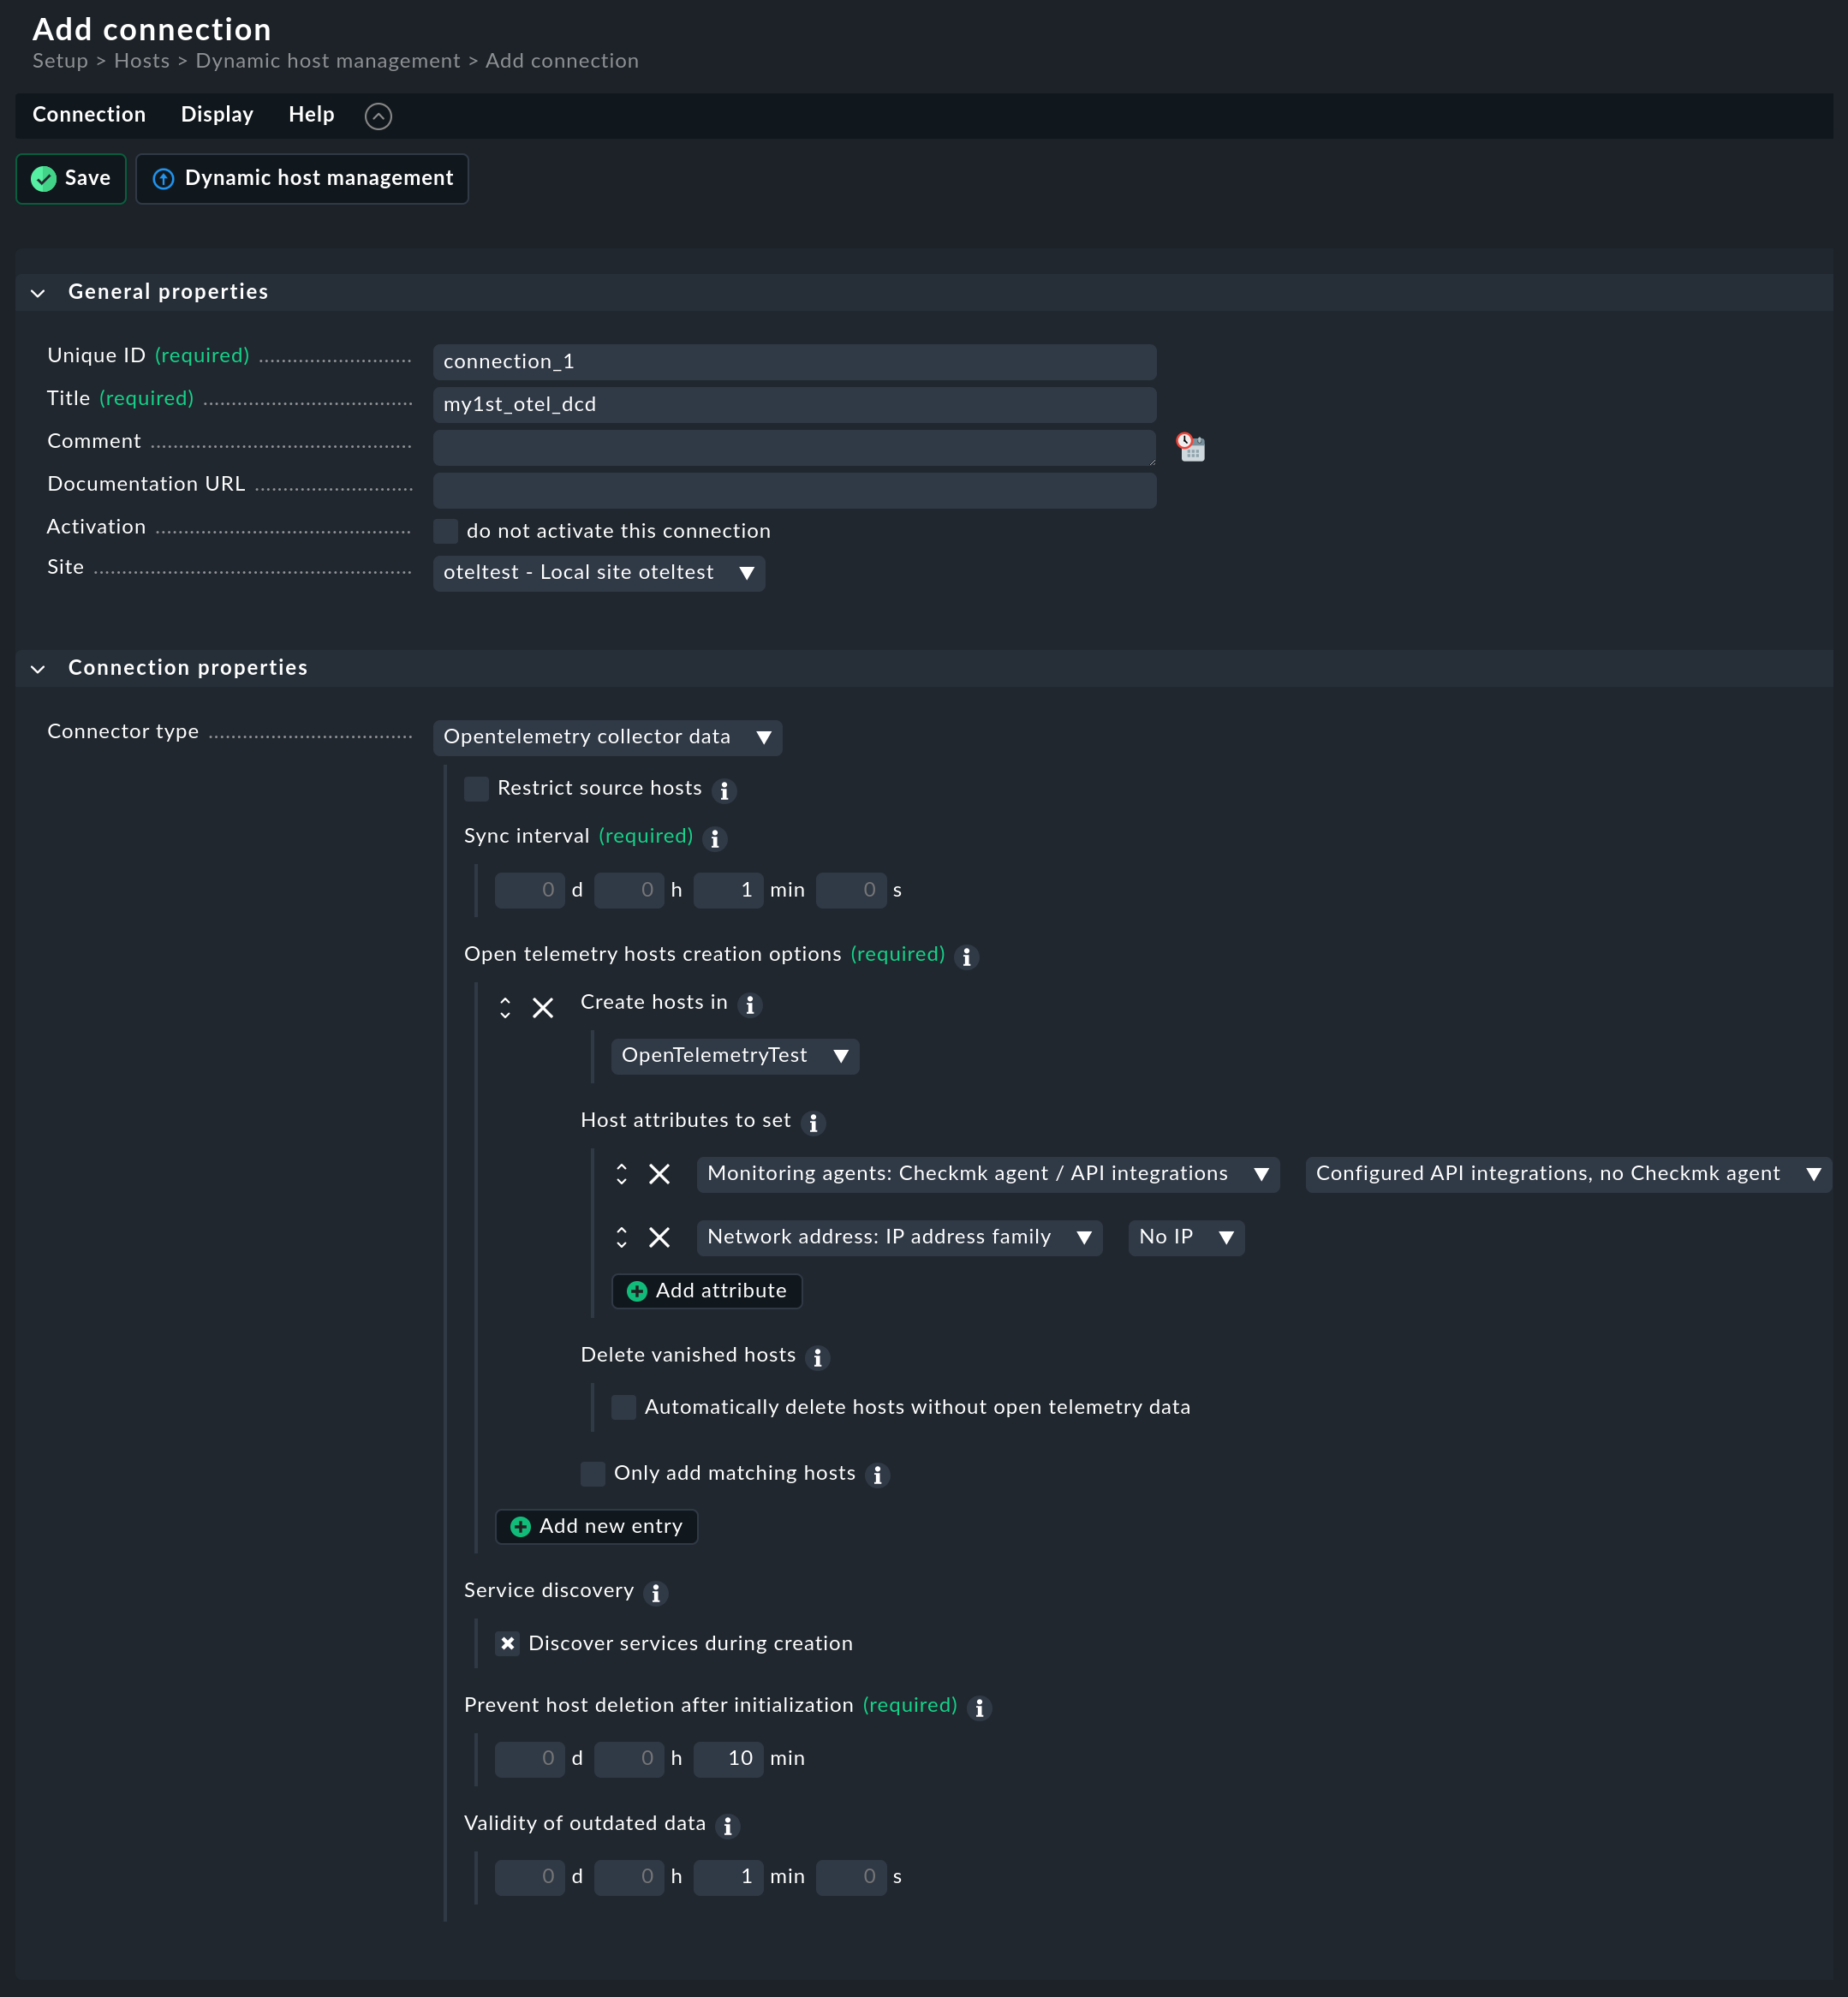 Add connection
Setup > Hosts > Dynamic host management > Add connection
Connection Display Help
Save Dynamic host management
General properties
Unique ID (required) connection_1
Title (required) my1st_otel_dcd
Comment
Documentation URL
Activation do not activate this connection
Site oteltest - Local site oteltest
Connection properties
Connector type Opentelemetry collector data
Restrict source hosts
Sync interval (required)
0 d 0 h 1 min 0 s
Open telemetry hosts creation options (required)
Create hosts in
OpenTelemetryTest
Host attributes to set
Monitoring agents: Checkmk agent / API integrations Configured API integrations, no Checkmk agent
Network address: IP address family No IP
Add attribute
Delete vanished hosts
Automatically delete hosts without open telemetry data
Only add matching hosts
Add new entry
Service discovery
Discover services during creation
Prevent host deletion after initialization (required)
0 d 0 h 10 min
Validity of outdated data
0 d 0 h 1 min 0 s